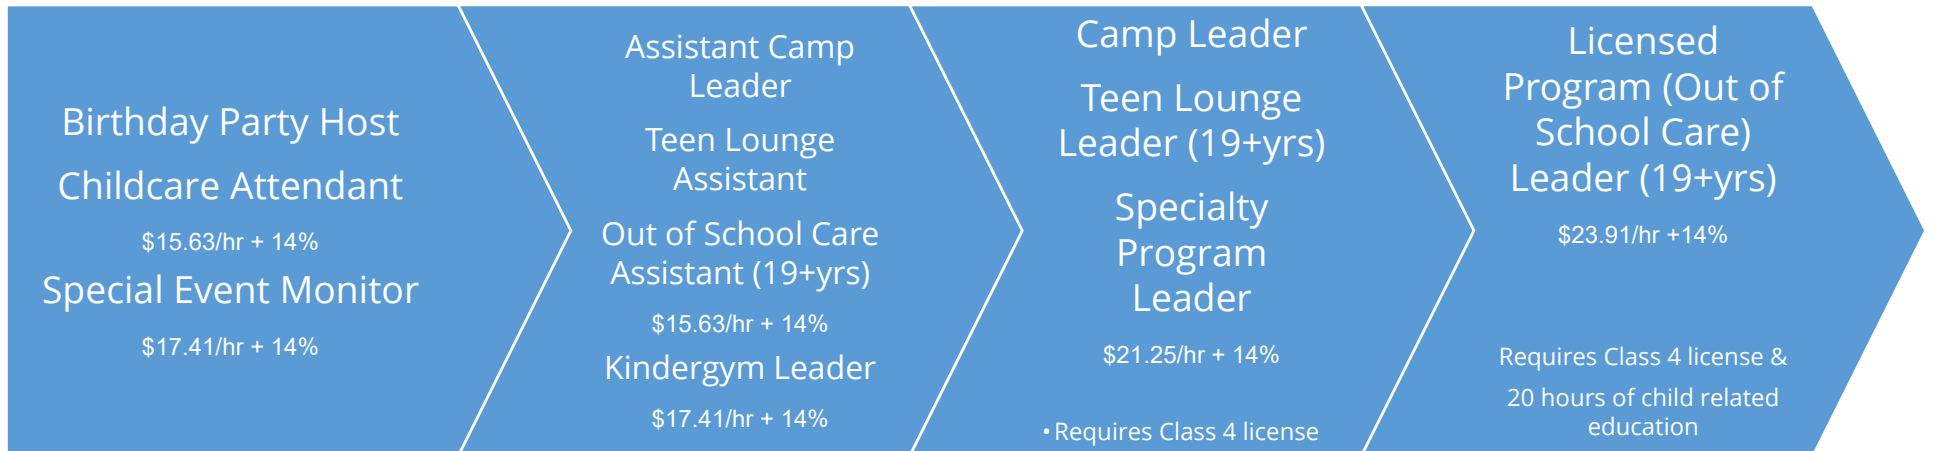 Birthday Party Host
Childcare Attendant
$15.63/hr + 14%
Special Event Monitor
$17.41/hr + 14%
Assistant Camp
Leader
Teen Lounge
Assistant
Out of School Care
Assistant (19+yrs)
$15.63/hr + 14%
Kindergym Leader
$17.41/hr + 14%
Camp Leader
Teen Lounge
Leader (19+yrs)
Specialty
Program
Leader
$21.25/hr + 14%
•Requires Class 4 license
Licensed
Program (Out of
School Care)
Leader (19+yrs)
$23.91/hr +14%
Requires Class 4 license &
20 hours of child related
education